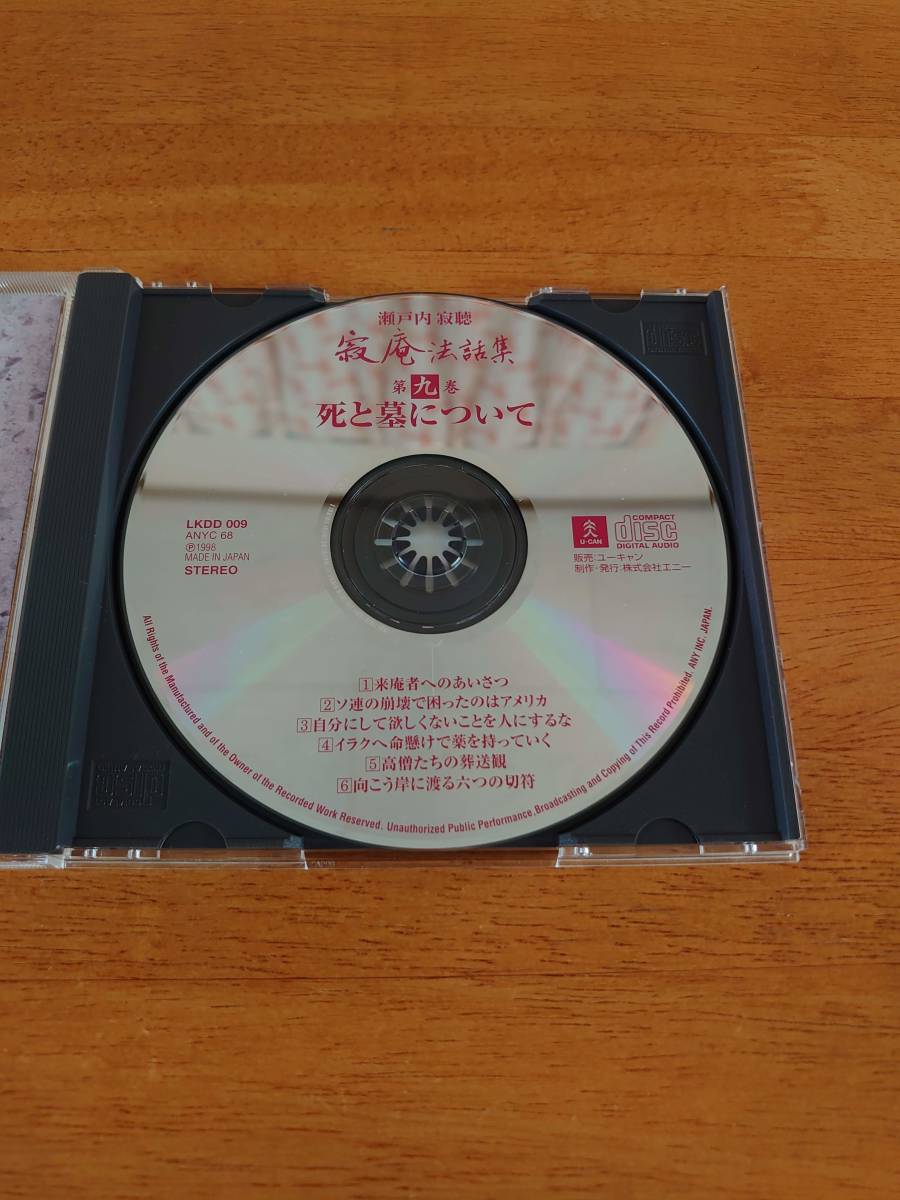 瀬戸内 寂聴
寂庵法話集
第九巻
死と墓について
LKDD 009
ANYC 68
℗1998
MADE IN JAPAN
STEREO
U-CAN
COMPACT
disc
DIGITAL AUDIO
販売:ユーキャン
制作・発行:株式会社エニー
1来庵者へのあいさつ
2ソ連の崩壊で困ったのはアメリカ
3自分にして欲しくないことを人にするな
4イラクへ命懸けで薬を持っていく
5高僧たちの葬送観
6向こう岸に渡る六つの切符
All Rights of the Manufactured and of the Owner of the Recorded Work Reserved. Unauthorized Public Performance,Broadcasting and Copying of This Record Prohibited. ANY INC. JAPAN.